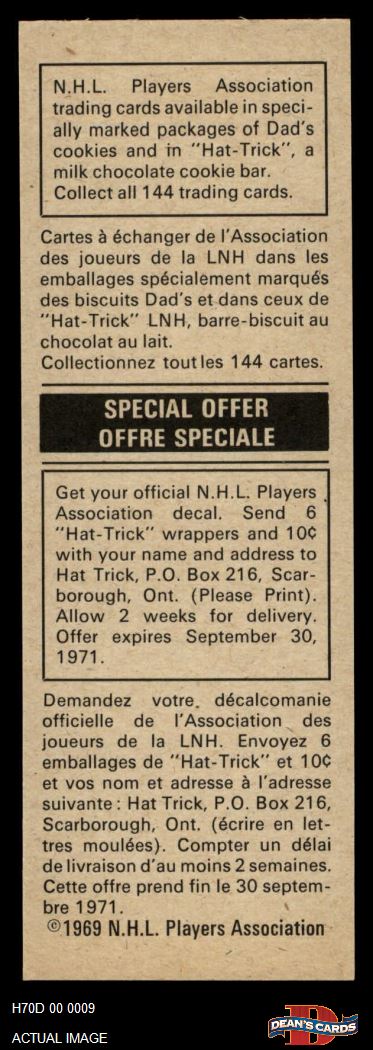 N.H.L. Players Association
trading cards available in speci-
ally marked packages of Dad's
cookies and in "Hat-Trick", a
milk chocolate cookie bar.
Collect all 144 trading cards.
Cartes à échanger de l'Association
des joueurs de la LNH dans les
emballages spécialement marqués
des biscuits Dad's et dans ceux de
"Hat-Trick" LNH, barre-biscuit au
chocolat au lait.
Collectionnez toutles 144 cartes.
SPECIAL OFFER
OFFRE SPECIALE
Get your official N.H.L. Players
Association decal. Send 6
"Hat-Trick" wrappers and 10¢
with your name and address to
Hat Trick, P.O. Box 216, Scar-
borough, Ont. (Please Print).
Allow 2 weeks for delivery.
Offer expires September 30,
1971.
Demandez votre décalcomanie
officielle de l'Association des
joueurs de la LNH. Envoyez 6
emballages de "Hat-Trick" et 10¢
et vos nom et adresse à l'adresse
suivante : Hat Trick, P.O. Box 216,
Scarborough, Ont. (écrire en let-
tres moulées). Compter un délai
de livraison d'au moins 2 semaines.
Cette offre prend fin le 30 septem-
bre 1971.
©1969 N.H.L. Players Association
H70D 00 0009
ACTUAL IMAGE
D
DEAN'S CARDS